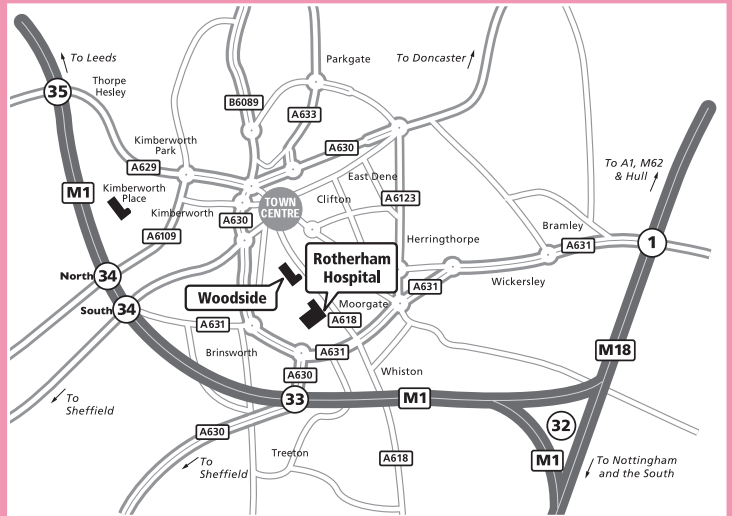 To Leeds
Parkgate
To Doncaster
Thorpe
Hesley
35
B6089
A633
Kimberworth
Park
A630
A629
To A1, M62
& Hull
East Dene
M1
Kimberworth
Place
TOWN
CENTRE
Clifton
A6123
Kimberworth
A630
Bramley
A6109
Herringthorpe
A631
1
Rotherham
Hospital
North
34
Wickersley
A631
Woodside
Moorgate
South
34
A618
A631
Brinsworth
A631
M18
Whiston
A630
To
Sheffield
33
M1
32
A630
Treeton
To
Sheffield
A618
M1
To Nottingham
and the South